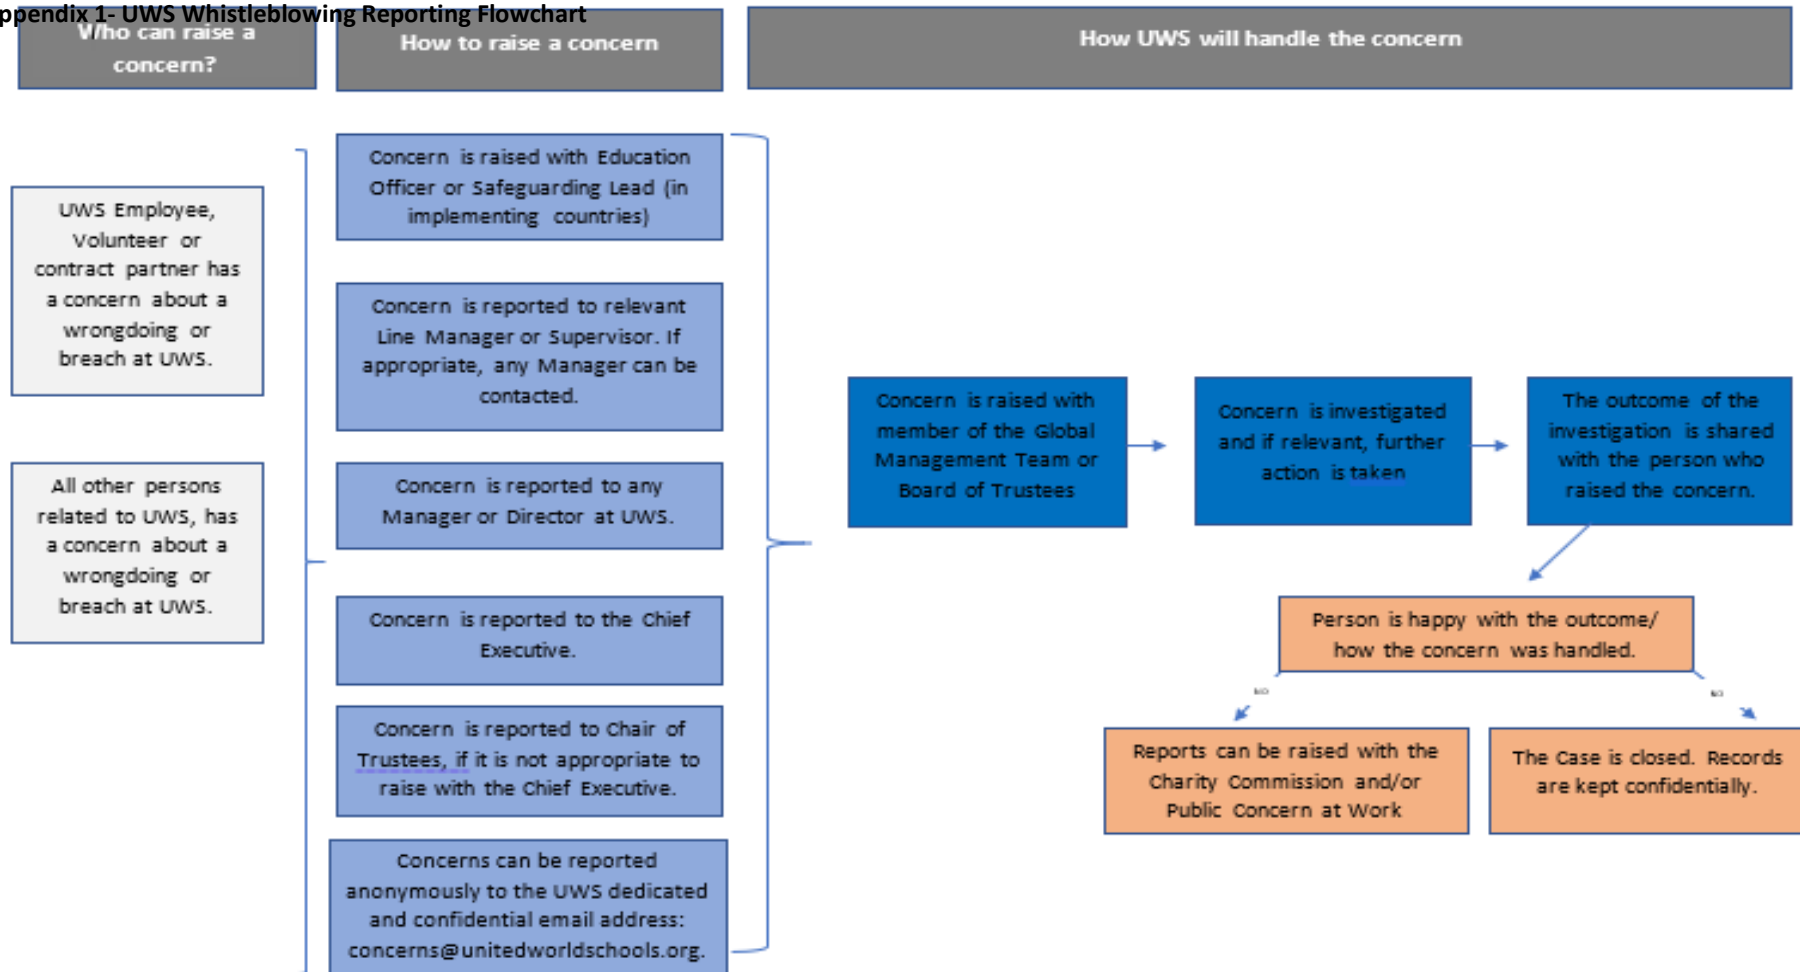 ppendix 1- UWS Whistleblowing Reporting Flowchart
Who can raise a
concern?
How to raise a concern
How UWS will handle the concern
UWS Employee,
Volunteer or
contract partner has
a concern about a
wrongdoing or
breach at UWS.
All other persons
related to UWS, has
a concern about a
wrongdoing or
breach at UWS.
Concern is raised with Education
Officer or Safeguarding Lead (in
implementing countries)
Concern is reported to relevant
Line Manager or Supervisor. If
appropriate, any Manager can be
contacted.
Concern is reported to any
Manager or Director at UWS.
Concern is reported to the Chief
Executive.
Concern is reported to Chair of
Trustees, if it is not appropriate to
raise with the Chief Executive.
Concerns can be reported
anonymously to the UWS dedicated
and confidential email address:
concerns@unitedworldschools.org.
Concern is raised with
member of the Global
Management Team or
Board of Trustees
Concern is investigated
and if relevant, further
action is taken
The outcome of the
investigation is shared
with the person who
raised the concern.
Person is happy with the outcome/
how the concern was handled.
NO
NO
Reports can be raised with the
Charity Commission and/or
Public Concern at Work
The Case is closed. Records
are kept confidentially.